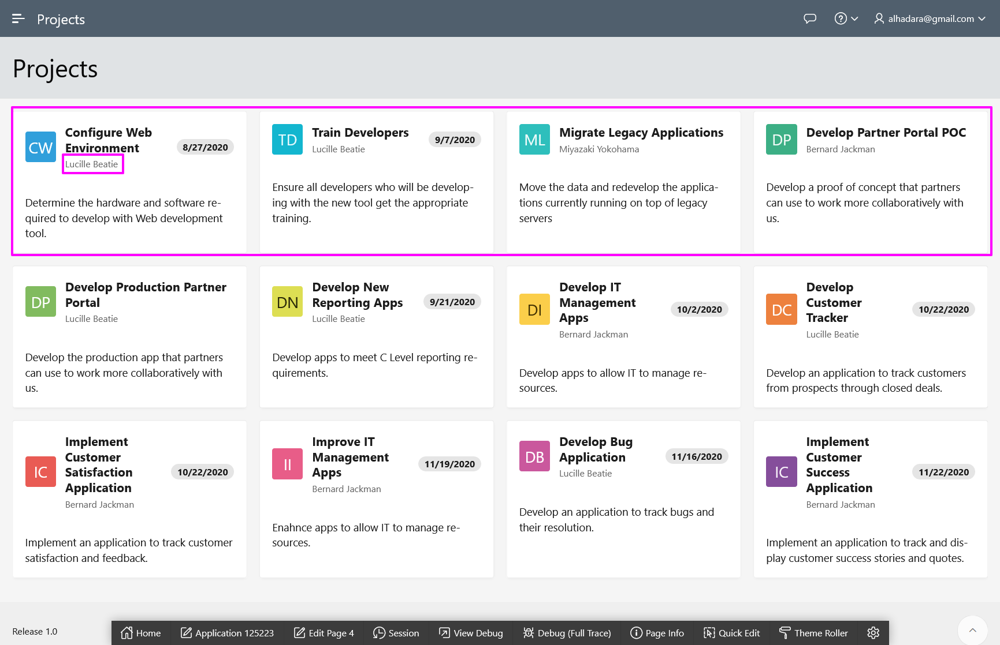 Projects
alhadara@gmail.com
Projects
CW
Configure Web
Environment
Lucille Beatie
8/27/2020
Determine the hardware and software re-
quired to develop with Web development
tool.
TD
Train Developers
Lucille Beatie
9/7/2020
Ensure all developers who will be develop-
ing with the new tool get the appropriate
training.
ML
Migrate Legacy Applications
Miyazaki Yokohama
Move the data and redevelop the applica-
tions currently running on top of legacy
servers
DP
Develop Partner Portal POC
Bernard Jackman
Develop a proof of concept that partners
can use to work more collaboratively with
us.
DP
Develop Production Partner
Portal
Lucille Beatie
Develop the production app that partners
can use to work more collaboratively with
us.
DN
Develop New
Reporting Apps
Lucille Beatie
9/21/2020
Develop apps to meet C Level reporting re-
quirements.
DI
Develop IT
Management
Apps
Bernard Jackman
10/2/2020
Develop apps to allow IT to manage re-
sources.
DC
Develop
Customer
Tracker
Lucille Beatie
10/22/2020
Develop an application to track customers
from prospects through closed deals.
IC
Implement
Customer
Satisfaction
Application
Bernard Jackman
10/22/2020
Implement an application to track customer
satisfaction and feedback.
II
Improve IT
Management
Apps
Bernard Jackman
11/19/2020
Enahnce apps to allow IT to manage re-
sources.
DB
Develop Bug
Application
Lucille Beatie
11/16/2020
Develop an application to track bugs and
their resolution.
IC
Implement
Customer
Success
Application
Bernard Jackman
11/22/2020
Implement an application to track and dis-
play customer success stories and quotes.
Release 1.0
Home
Application 125223
Edit Page 4
Session
View Debug
Debug (Full Trace)
Page Info
Quick Edit
Theme Roller